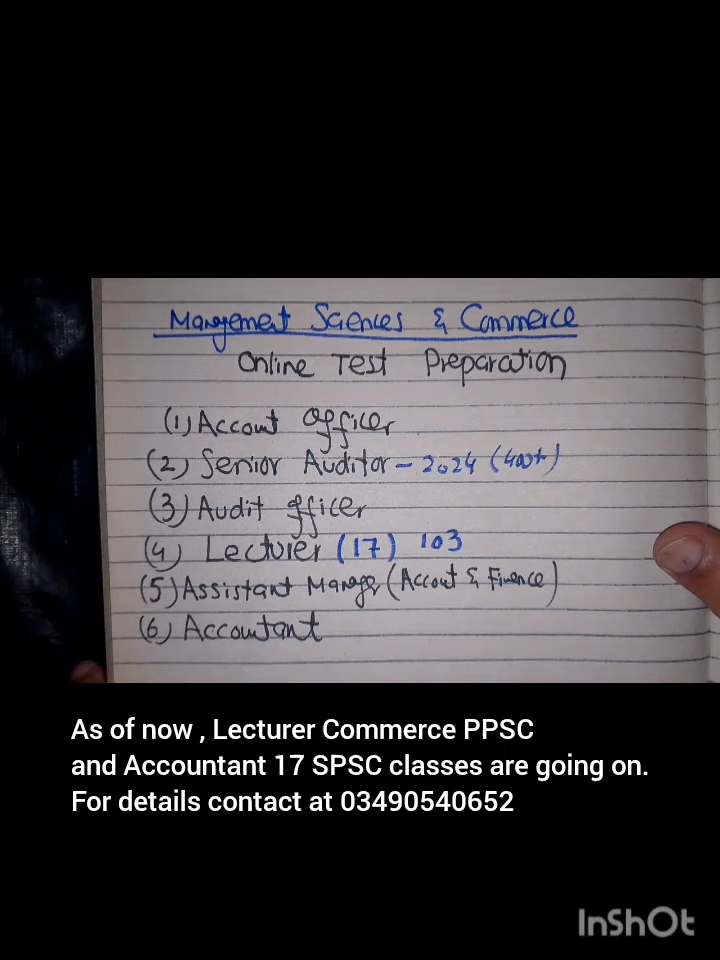 Management Sciences & Commerce
Online Test Preparation
(1) Account Officer
(2) Senior Auditor - 2024 (400+)
(3) Audit Officer
(4) Lecturer (17) 103
(5) Assistant Manager (Account & Finance)
(6) Accountant
As of now , Lecturer Commerce PPSC
and Accountant 17 SPSC classes are going on.
For details contact at 03490540652
InShOt